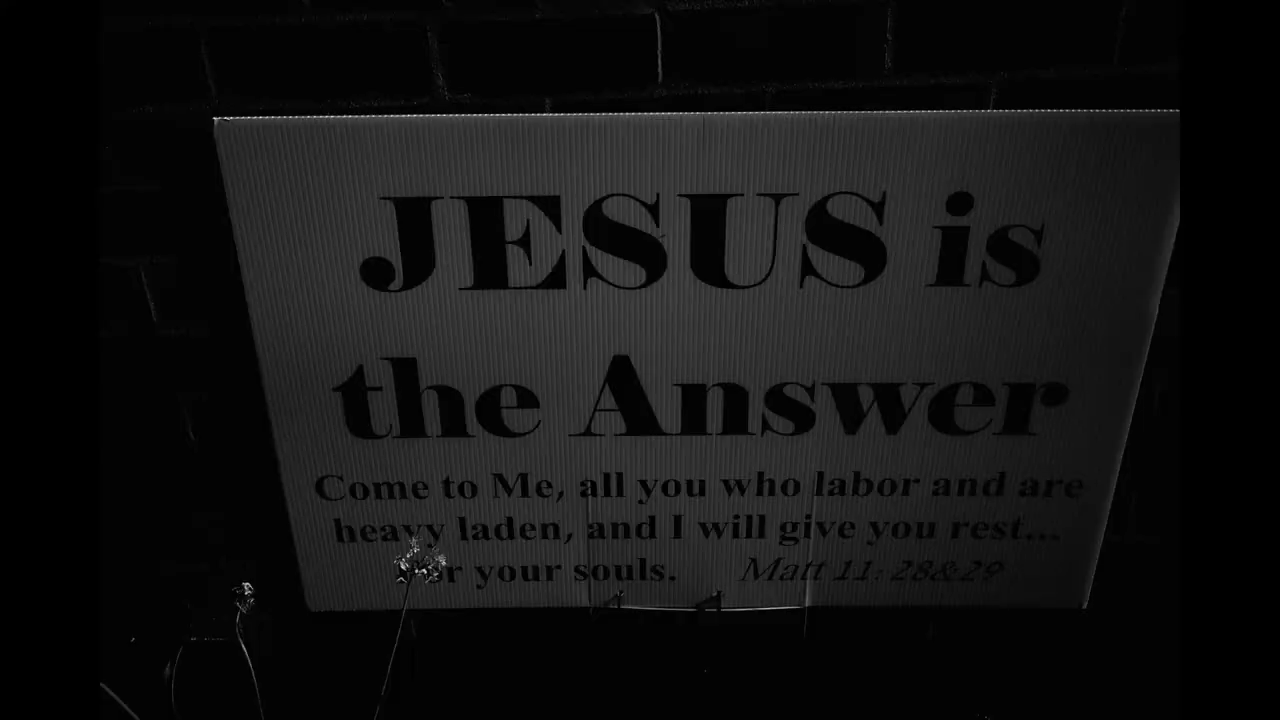 JESUS is
the Answer
Come to Me, all you who labor and are
heavy laden, and I will give you rest...
your souls. Matt 11: 28&29